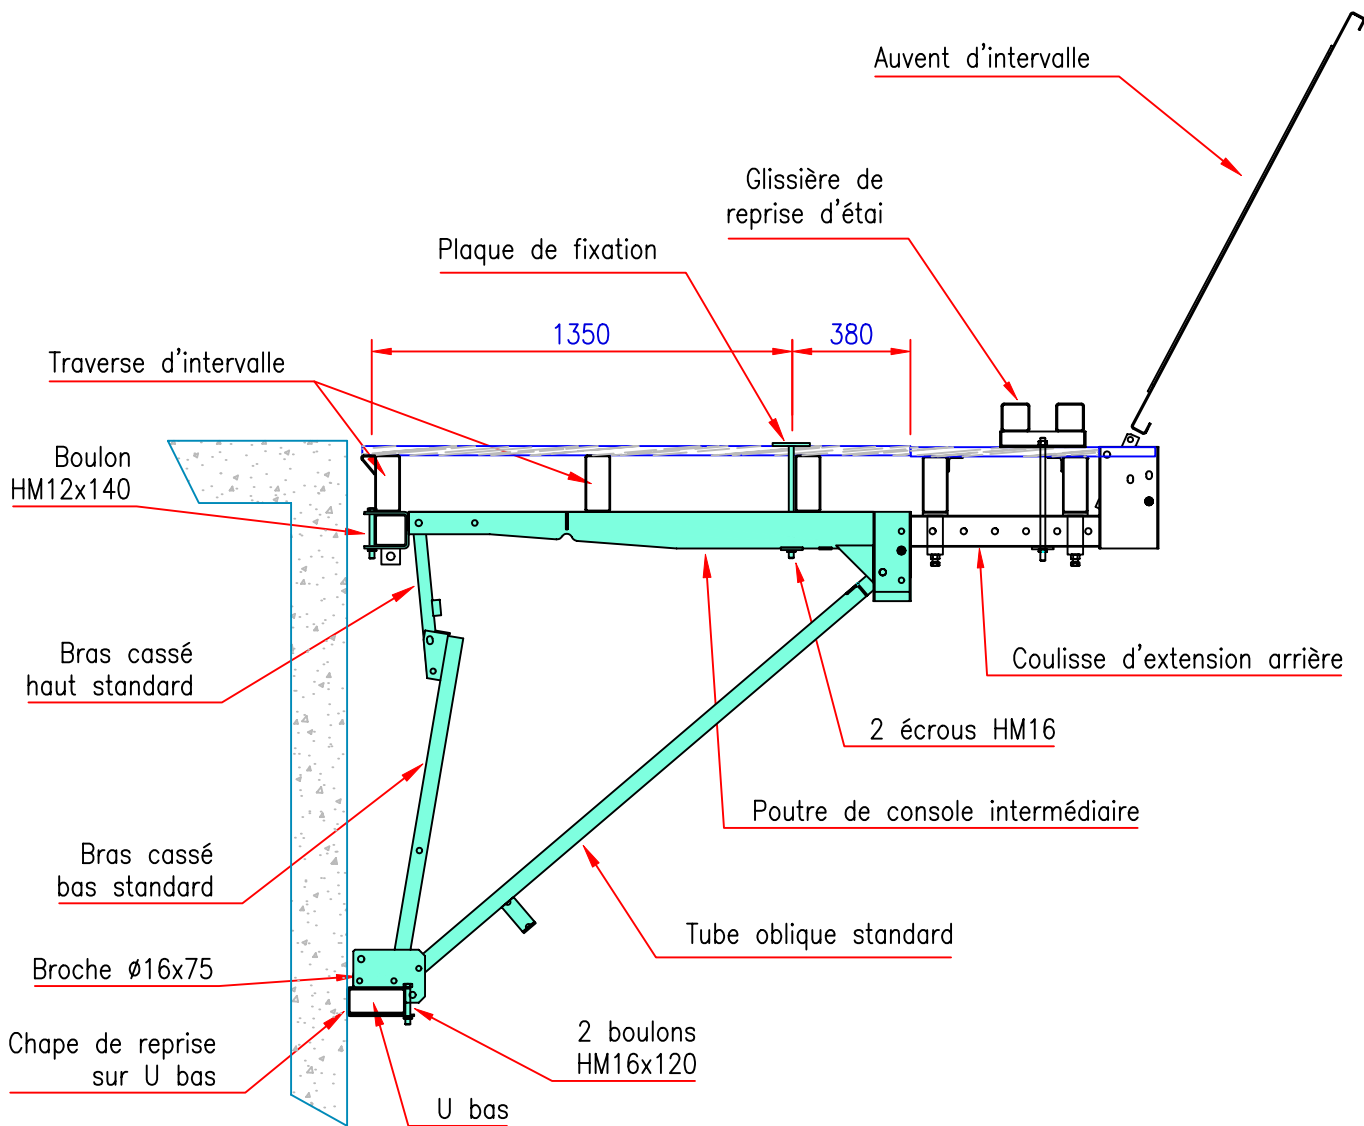 Auvent d'intervalle
Glissière de
reprise d'étai
Plaque de fixation
1350
380
Traverse d'intervalle
Boulon
HM12x140
Bras cassé
haut standard
Coulisse d'extension arrière
2 écrous HM16
Poutre de console intermédiaire
Bras cassé
bas standard
Tube oblique standard
Broche ø16x75
Chape de reprise
sur U bas
2 boulons
HM16x120
U bas